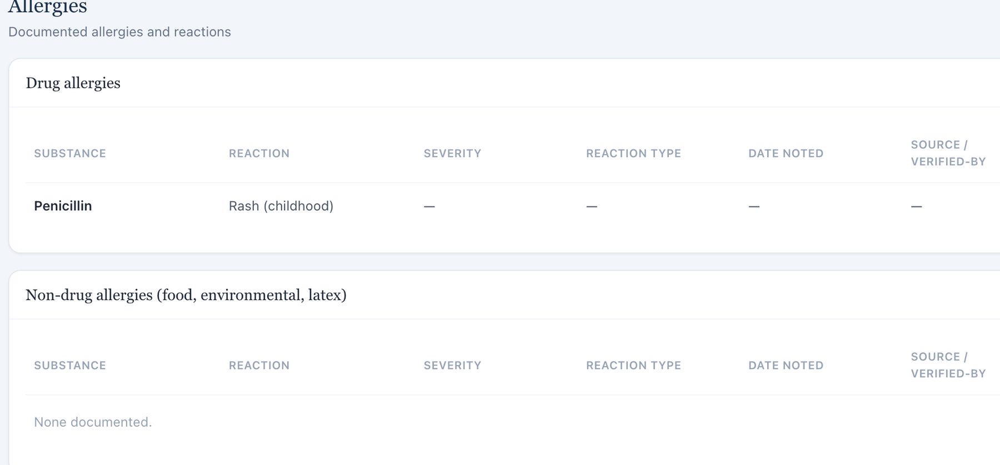 Allergies
Documented allergies and reactions
Drug allergies
SUBSTANCE REACTION SEVERITY REACTION TYPE DATE NOTED SOURCE /
VERIFIED-BY
Penicillin Rash (childhood) — — — —
Non-drug allergies (food, environmental, latex)
SUBSTANCE REACTION SEVERITY REACTION TYPE DATE NOTED SOURCE /
VERIFIED-BY
None documented.